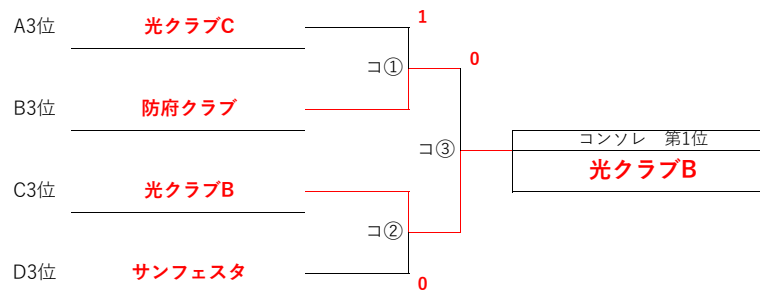 A3位 光クラブC 1
コ① 0
B3位 防府クラブ
コ③ コンソレ 第1位
光クラブB
C3位 光クラブB
コ②
D3位 サンフェスタ 0